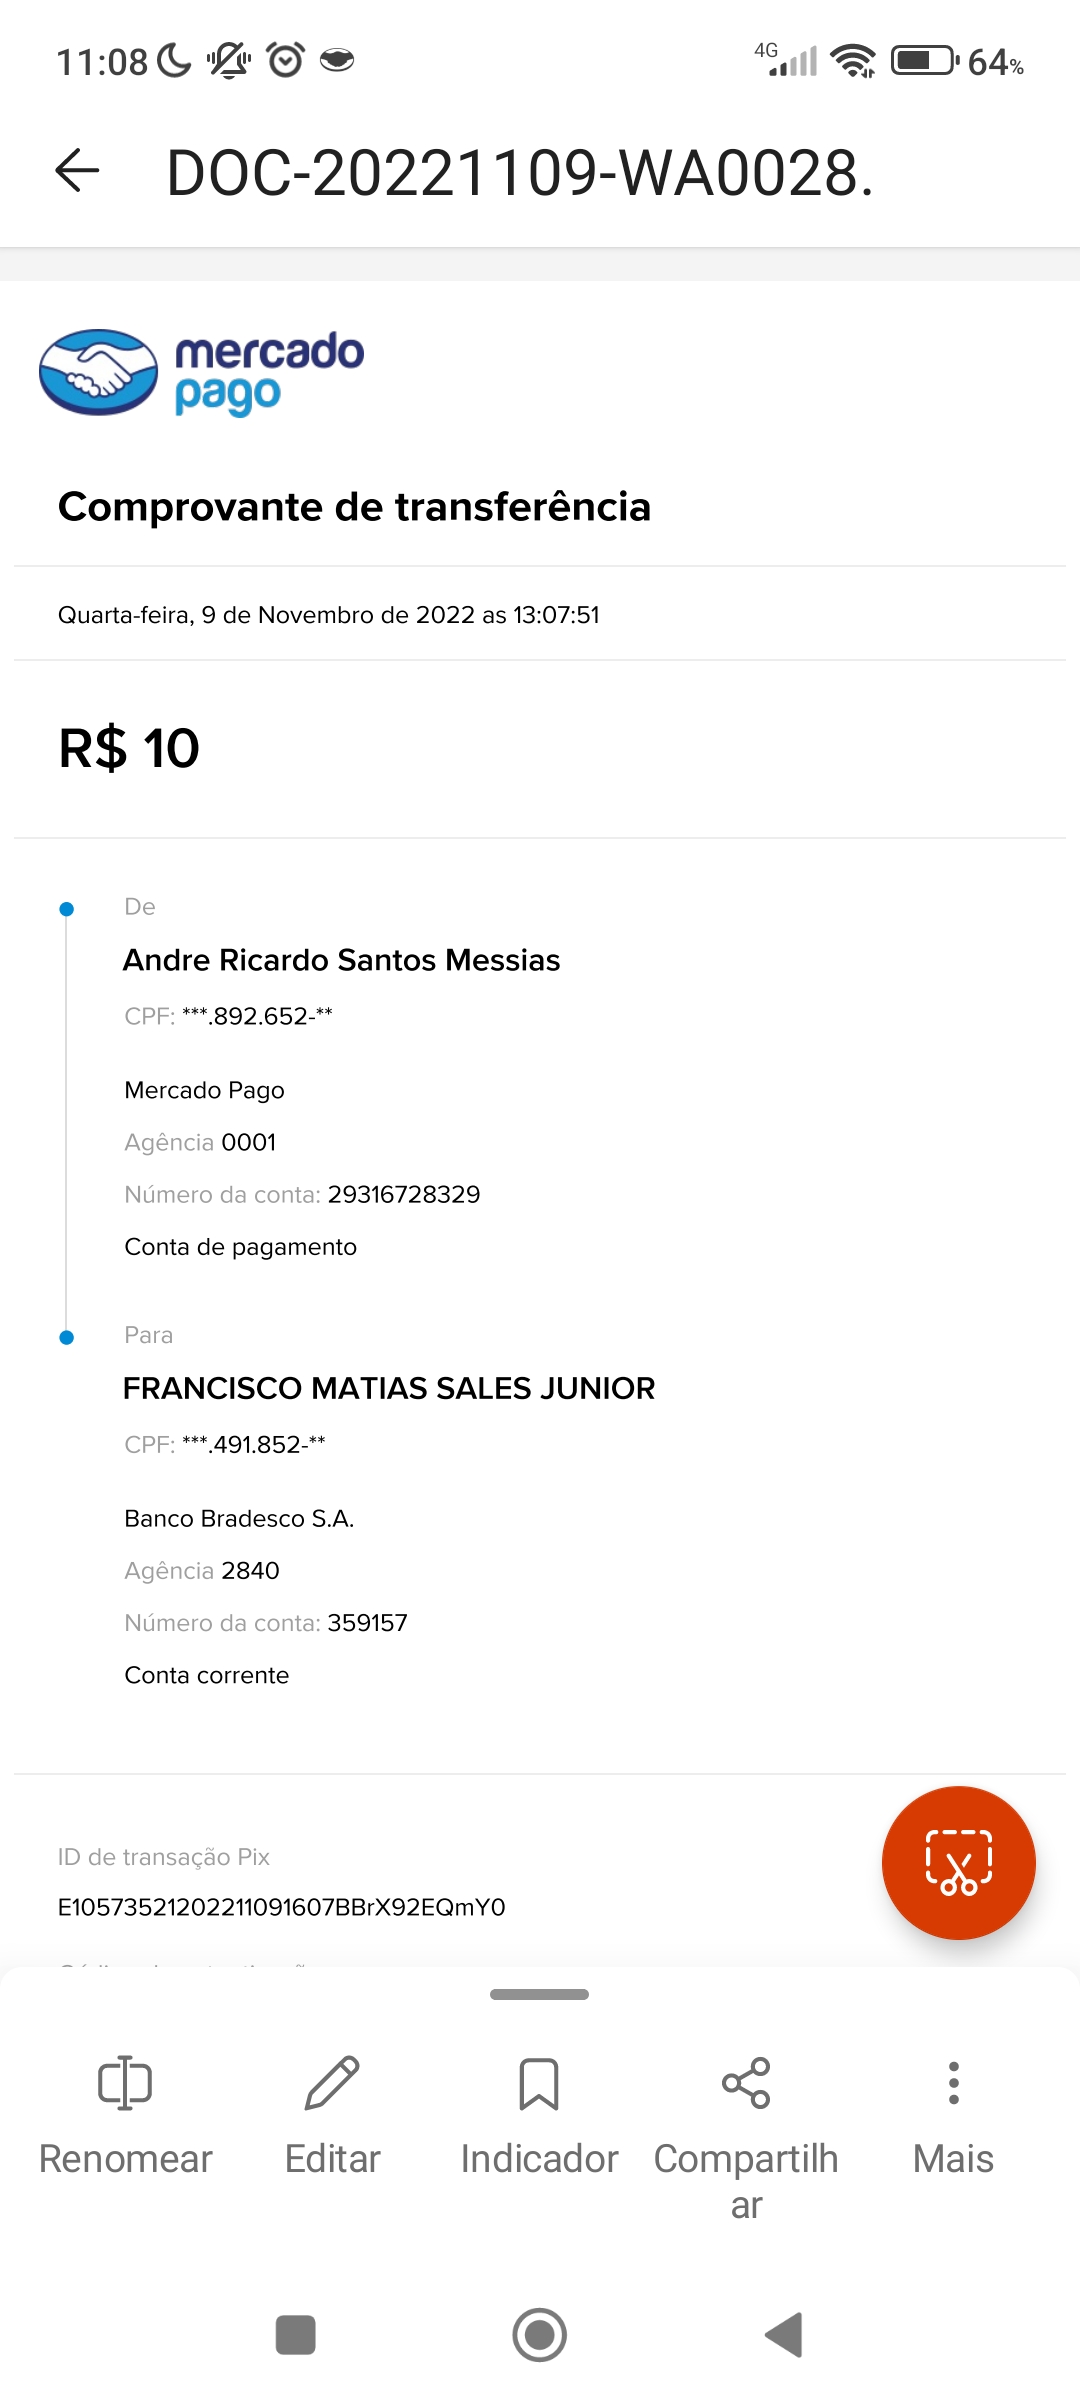 11:08 4G 64%
DOC-20221109-WA0028.
mercado
pago
Comprovante de transferência
Quarta-feira, 9 de Novembro de 2022 as 13:07:51
R$ 10
De
Andre Ricardo Santos Messias
CPF: ***.892.652-**
Mercado Pago
Agência 0001
Número da conta: 29316728329
Conta de pagamento
Para
FRANCISCO MATIAS SALES JUNIOR
CPF: ***.491.852-**
Banco Bradesco S.A.
Agência 2840
Número da conta: 359157
Conta corrente
ID de transação Pix
E10573521202211091607BBrX92EQmY0
Renomear
Editar
Indicador
Compartilh
ar
Mais